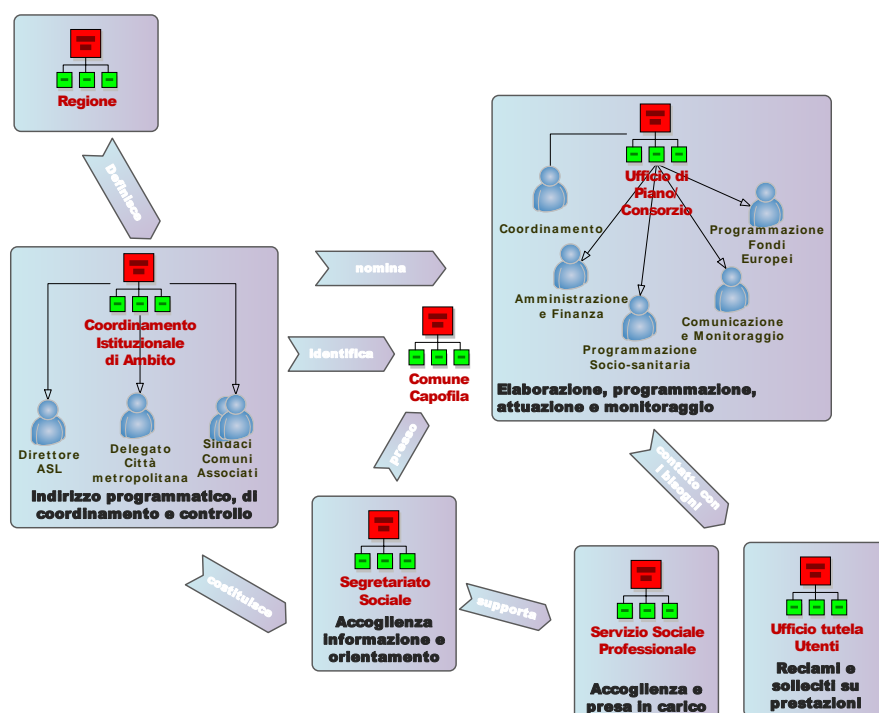 Regione
Definisce
Ufficio di
Piano/
Consorzio
Coordinamento
Programmazione
Fondi
Europei
Amministrazione
e Finanza
Comunicazione
e Monitoraggio
Programmazione
Socio-sanitaria
Elaborazione, programmazione,
attuazione e monitoraggio
nomina
identifica
Coordinamento
Istituzionale
di Ambito
Direttore
ASL
Delegato
Città
metropolitana
Sindaci
Comuni
Associati
Indirizzo programmatico, di
coordinamento e controllo
Comune
Capofila
presso
contatto con
i bisogni
costituisce
Segretariato
Sociale
Accoglienza
Informazione e
orientamento
supporta
Servizio Sociale
Professionale
Accoglienza e
presa in carico
Ufficio tutela
Utenti
Reclami e
solleciti su
prestazioni